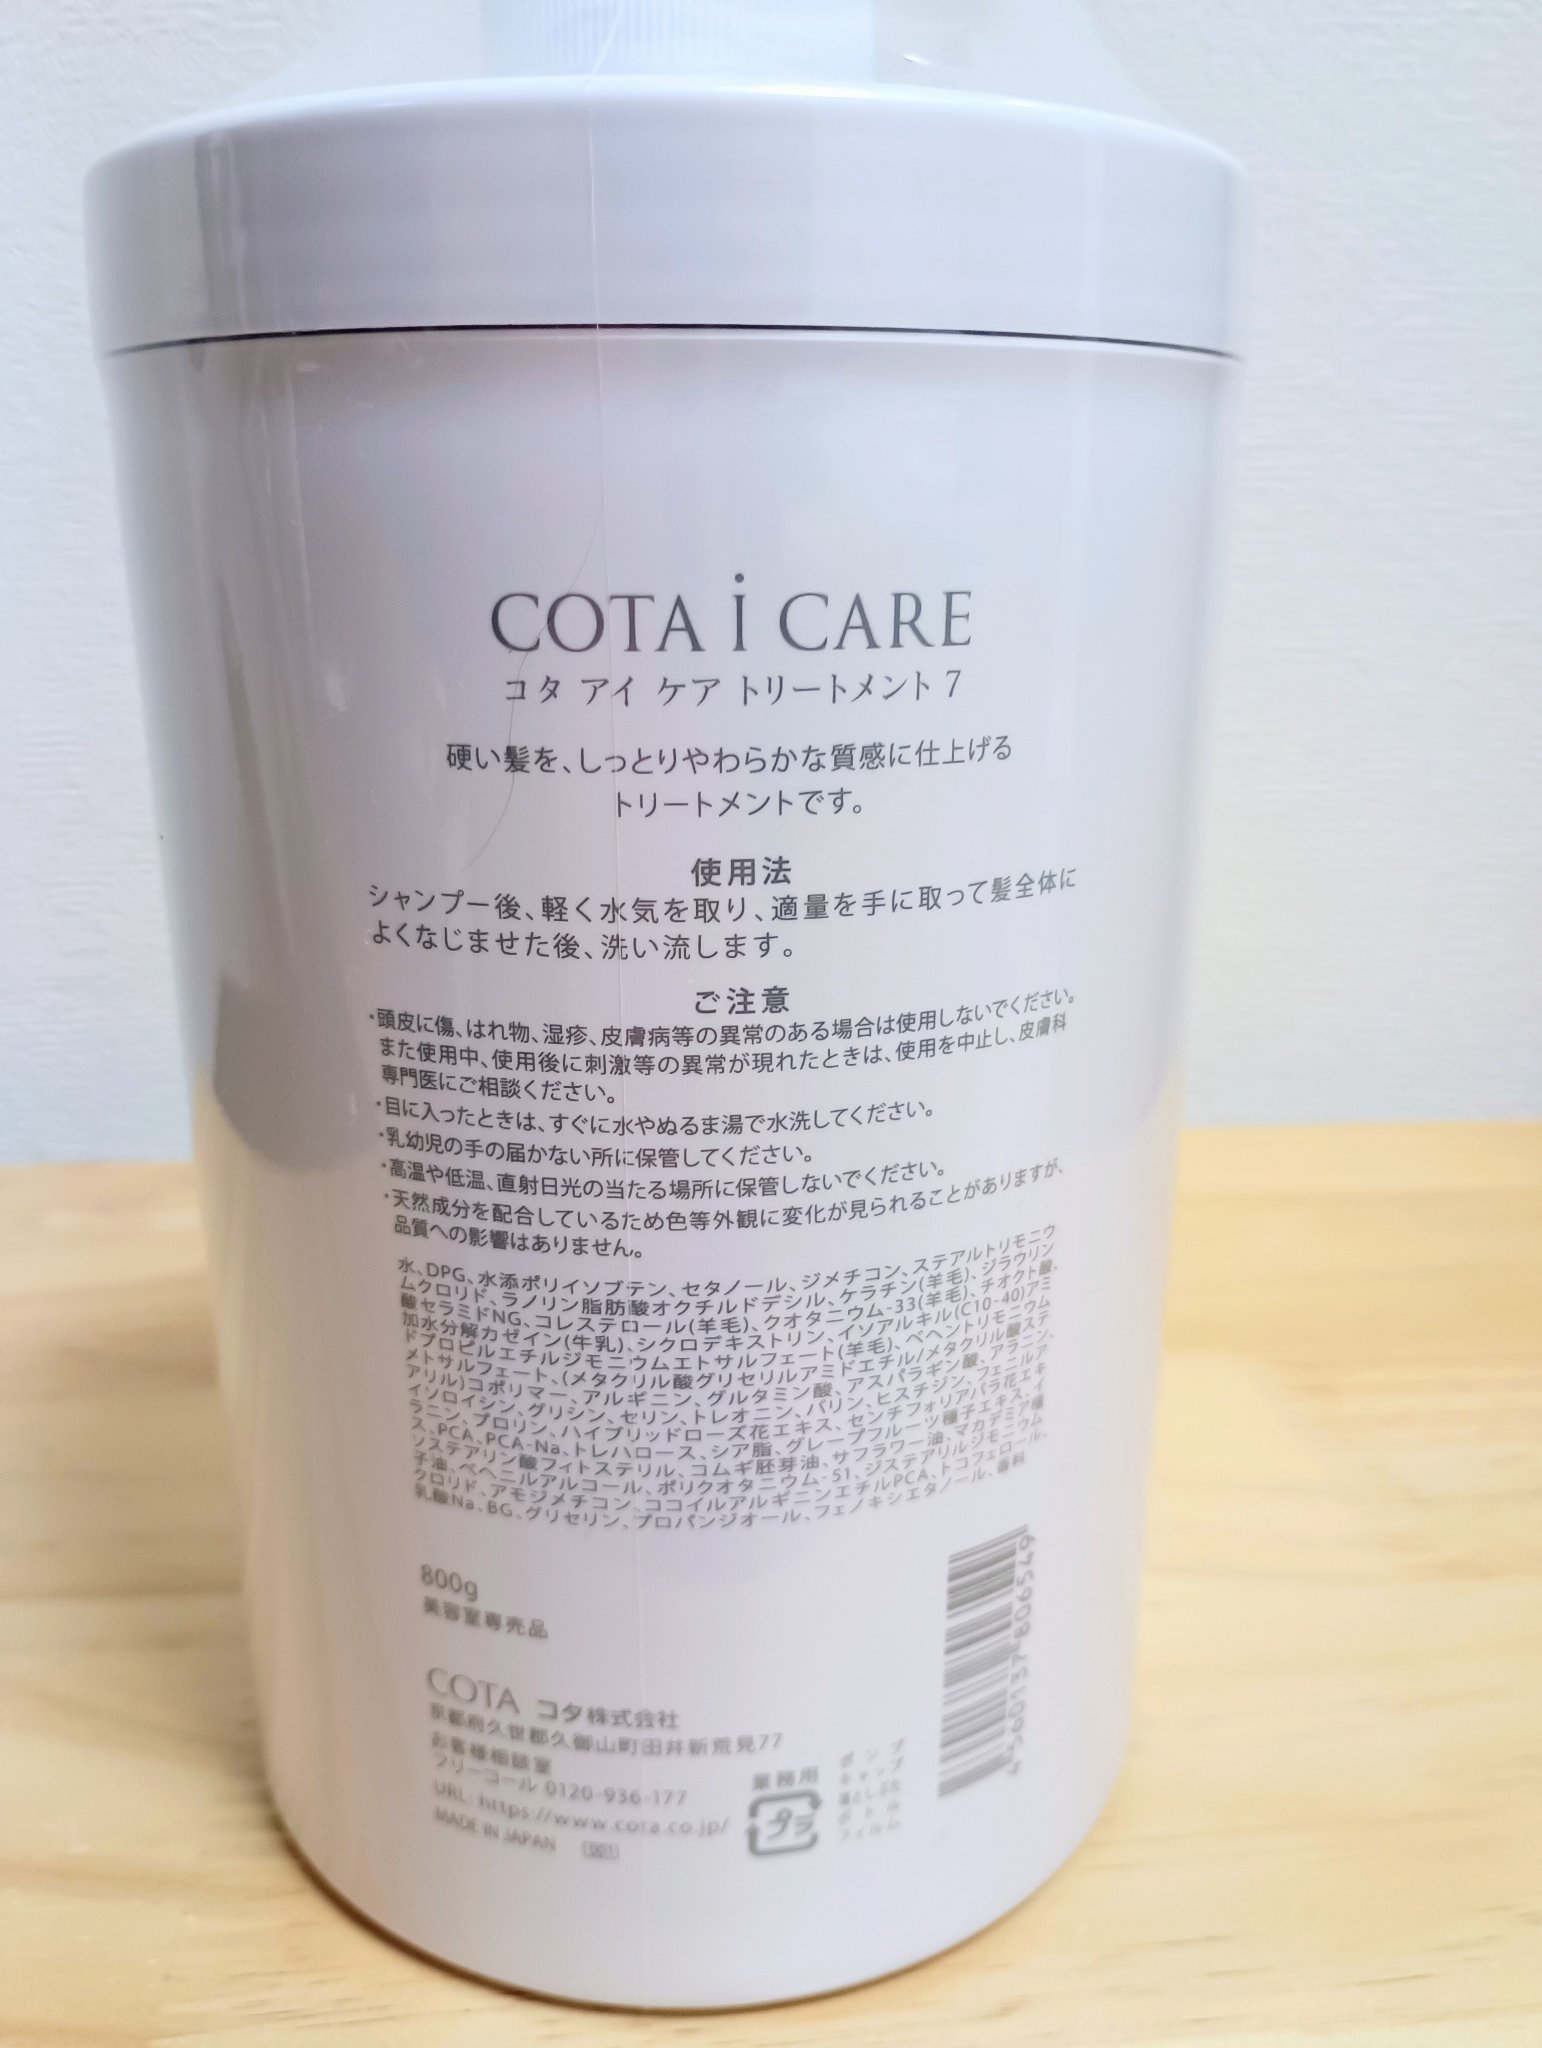 COTA i CARE
コタ アイ ケア トリートメント 7
硬い髪を、しっとりやわらかな質感に仕上げる
トリートメントです。
使用法
シャンプー後、軽く水気を取り、適量を手に取って髪全体に
よくなじませた後、洗い流します。
ご注意
・頭皮に傷、はれ物、湿疹、皮膚病等の異常のある場合は使用しないでください。
また使用中、使用後に刺激等の異常が現れたときは、使用を中止し、皮膚科
専門医にご相談ください。
・目に入ったときは、すぐに水やぬるま湯で水洗してください。
・乳幼児の手の届かない所に保管してください。
・高温や低温、直射日光の当たる場所に保管しないでください。
・天然成分を配合しているため色等外観に変化が見られることがありますが、
品質への影響はありません。
水、DPG、水添ポリイソブテン、セタノール、ジメチコン、ステアルトリモニウ
ムクロリド、ラノリン脂肪酸オクチルドデシル、ケラチン(羊毛)、ジラウリン
酸セラミドNG、コレステロール(羊毛)、クオタニウム-33(羊毛)、チオクト酸、
加水分解カゼイン(牛乳)、シクロデキストリン、イソアルキル(C10-40)アミ
ドプロピルエチルジモニウムエトサルフェート(羊毛)、ベヘントリモニウム
メトサルフェート、(メタクリル酸グリセリルアミドエチル/メタクリル酸ステ
アリル)コポリマー、アルギニン、グルタミン酸、アスパラギン酸、アラニン、
イソロイシン、グリシン、セリン、トレオニン、バリン、ヒスチジン、フェニルア
ラニン、プロリン、ハイブリッドローズ花エキス、センチフォリアバラ花エキ
ス、PCA、PCA-Na、トレハロース、シア脂、グレープフルーツ種子エキス、イ
ソステアリン酸フィトステリル、コムギ胚芽油、サフラワー油、マカデミア種
子油、ベヘニルアルコール、ポリクオタニウム-51、ジステアリルジモニウム
クロリド、アモジメチコン、ココイルアルギニンエチルPCA、トコフェロール、
乳酸Na、BG、グリセリン、プロパンジオール、フェノキシエタノール、香料
800g
美容室専売品
COTA コタ株式会社
京都府久世郡久御山町田井新荒見77
お客様相談室
フリーコール 0120-936-177
URL: https://www.cota.co.jp/
MADE IN JAPAN
業務用
プラ
ポンプ
キャップ
ボトル
フィルム
4560137806549